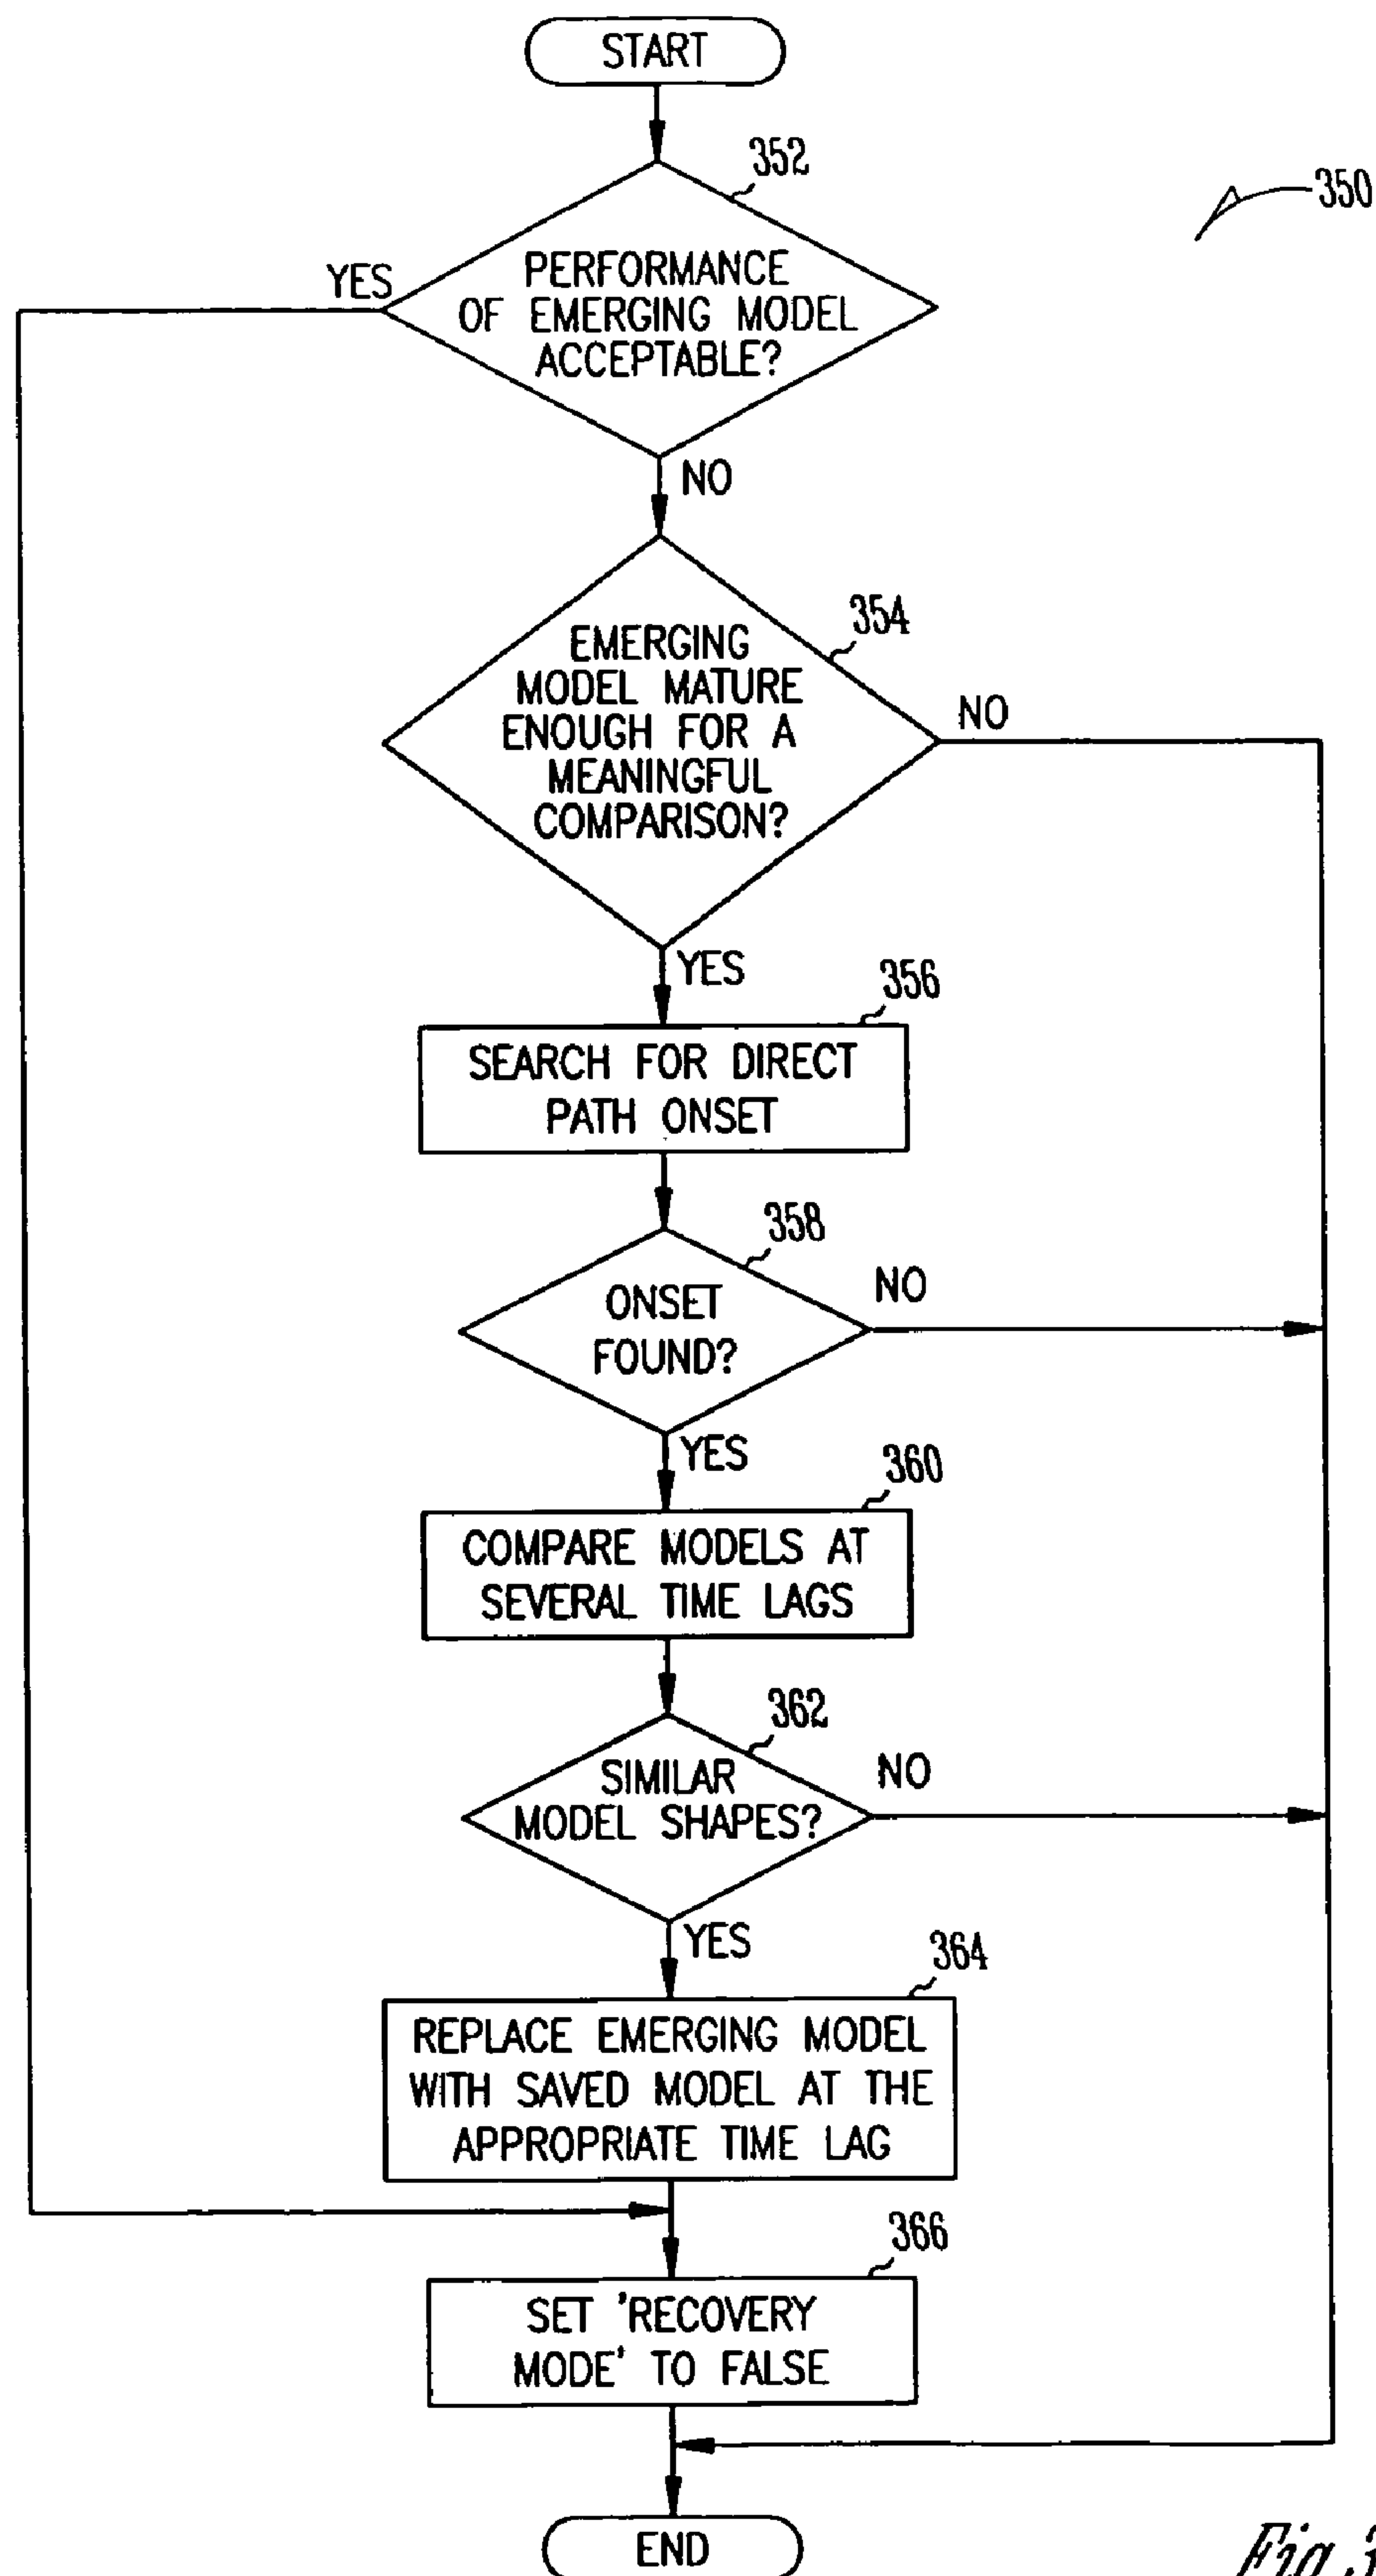 START
352
350
PERFORMANCE
OF EMERGING MODEL
ACCEPTABLE?
YES
NO
354
EMERGING
MODEL MATURE
ENOUGH FOR A
MEANINGFUL
COMPARISON?
NO
YES
356
SEARCH FOR DIRECT
PATH ONSET
358
ONSET
FOUND?
NO
YES
360
COMPARE MODELS AT
SEVERAL TIME LAGS
362
SIMILAR
MODEL SHAPES?
NO
YES
364
REPLACE EMERGING MODEL
WITH SAVED MODEL AT THE
APPROPRIATE TIME LAG
366
SET 'RECOVERY
MODE' TO FALSE
END
Fig.3